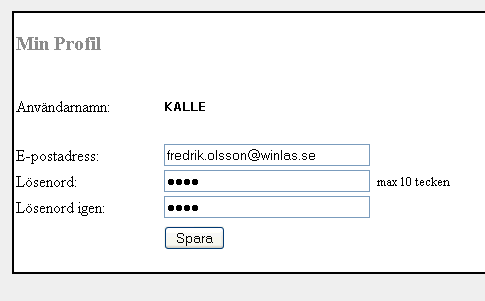 Min Profil
Användarnamn: KALLE
E-postadress: fredrik.olsson@winlas.se
Lösenord: ●●●● max 10 tecken
Lösenord igen: ●●●●
Spara